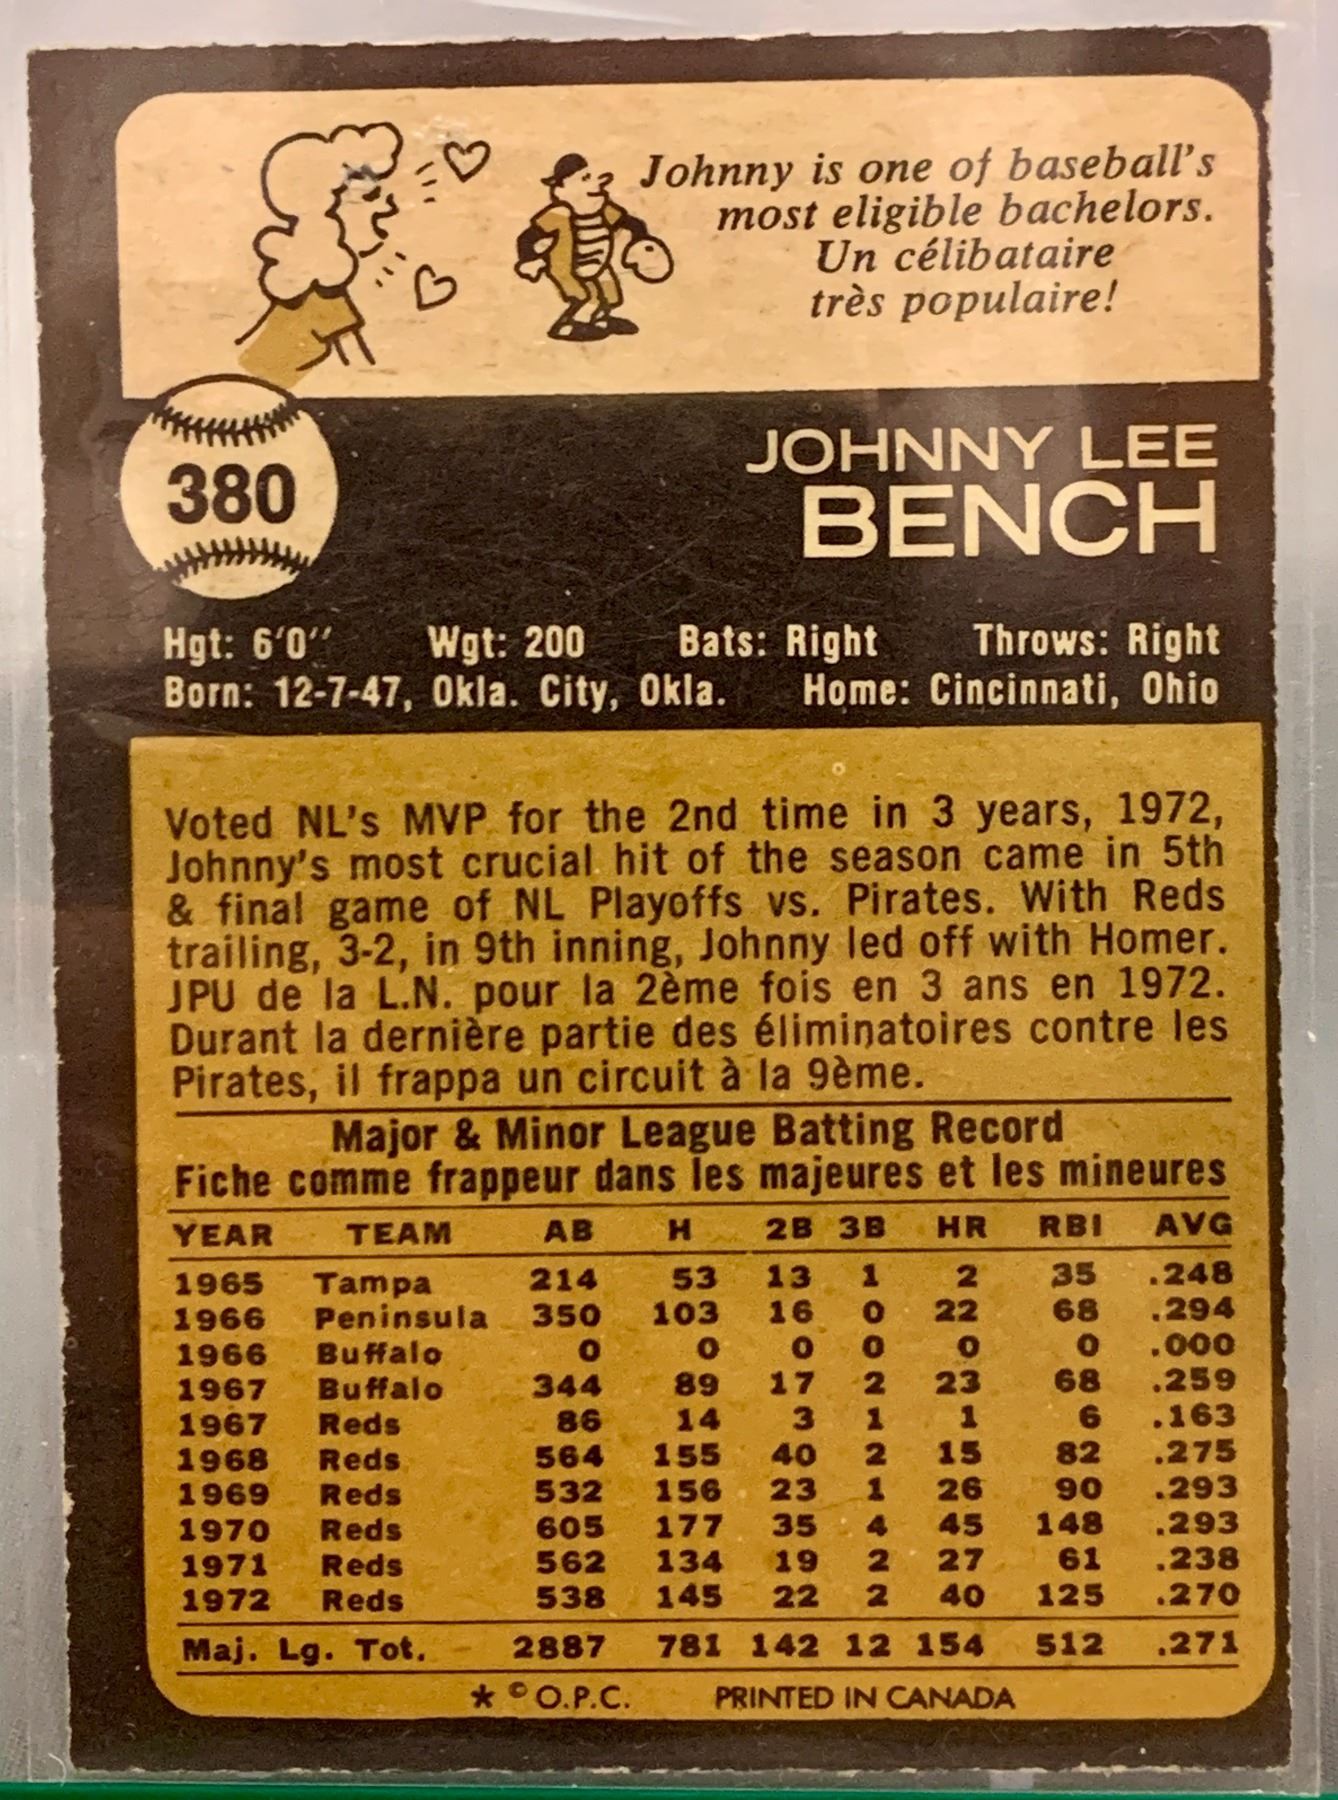 Johnny is one of baseball's
most eligible bachelors.
Un célibataire
très populaire!
380
JOHNNY LEE
BENCH
Hgt: 6'0'' Wgt: 200 Bats: Right Throws: Right
Born: 12-7-47, Okla. City, Okla. Home: Cincinnati, Ohio
Voted NL's MVP for the 2nd time in 3 years, 1972,
Johnny's most crucial hit of the season came in 5th
& final game of NL Playoffs vs. Pirates. With Reds
trailing, 3-2, in 9th inning, Johnny led off with Homer.
JPU de la L.N. pour la 2ème fois en 3 ans en 1972.
Durant la dernière partie des éliminatoires contre les
Pirates, il frappa un circuit à la 9ème.
Major & Minor League Batting Record
Fiche comme frappeur dans les majeures et les mineures
YEAR TEAM AB H 2B 3B HR RBI AVG
1965 Tampa 214 53 13 1 2 35 .248
1966 Peninsula 350 103 16 0 22 68 .294
1966 Buffalo 0 0 0 0 0 0 .000
1967 Buffalo 344 89 17 2 23 68 .259
1967 Reds 86 14 3 1 1 6 .163
1968 Reds 564 155 40 2 15 82 .275
1969 Reds 532 156 23 1 26 90 .293
1970 Reds 605 177 35 4 45 148 .293
1971 Reds 562 134 19 2 27 61 .238
1972 Reds 538 145 22 2 40 125 .270
Maj. Lg. Tot. 2887 781 142 12 154 512 .271
* © O.P.C. PRINTED IN CANADA